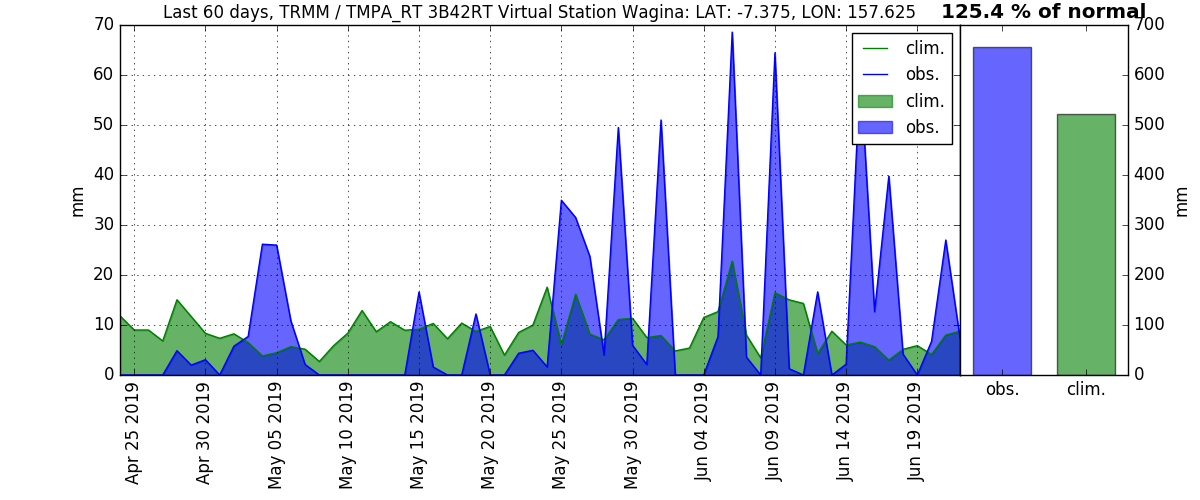 Last 60 days, TRMM / TMPA_RT 3B42RT Virtual Station Wagina: LAT: -7.375, LON: 157.625
125.4 % of normal
70
60
50
40
30
20
10
0
mm
clim.
obs.
clim.
obs.
Apr 25 2019
Apr 30 2019
May 05 2019
May 10 2019
May 15 2019
May 20 2019
May 25 2019
May 30 2019
Jun 04 2019
Jun 09 2019
Jun 14 2019
Jun 19 2019
obs.
clim.
700
600
500
400
300
200
100
0
mm